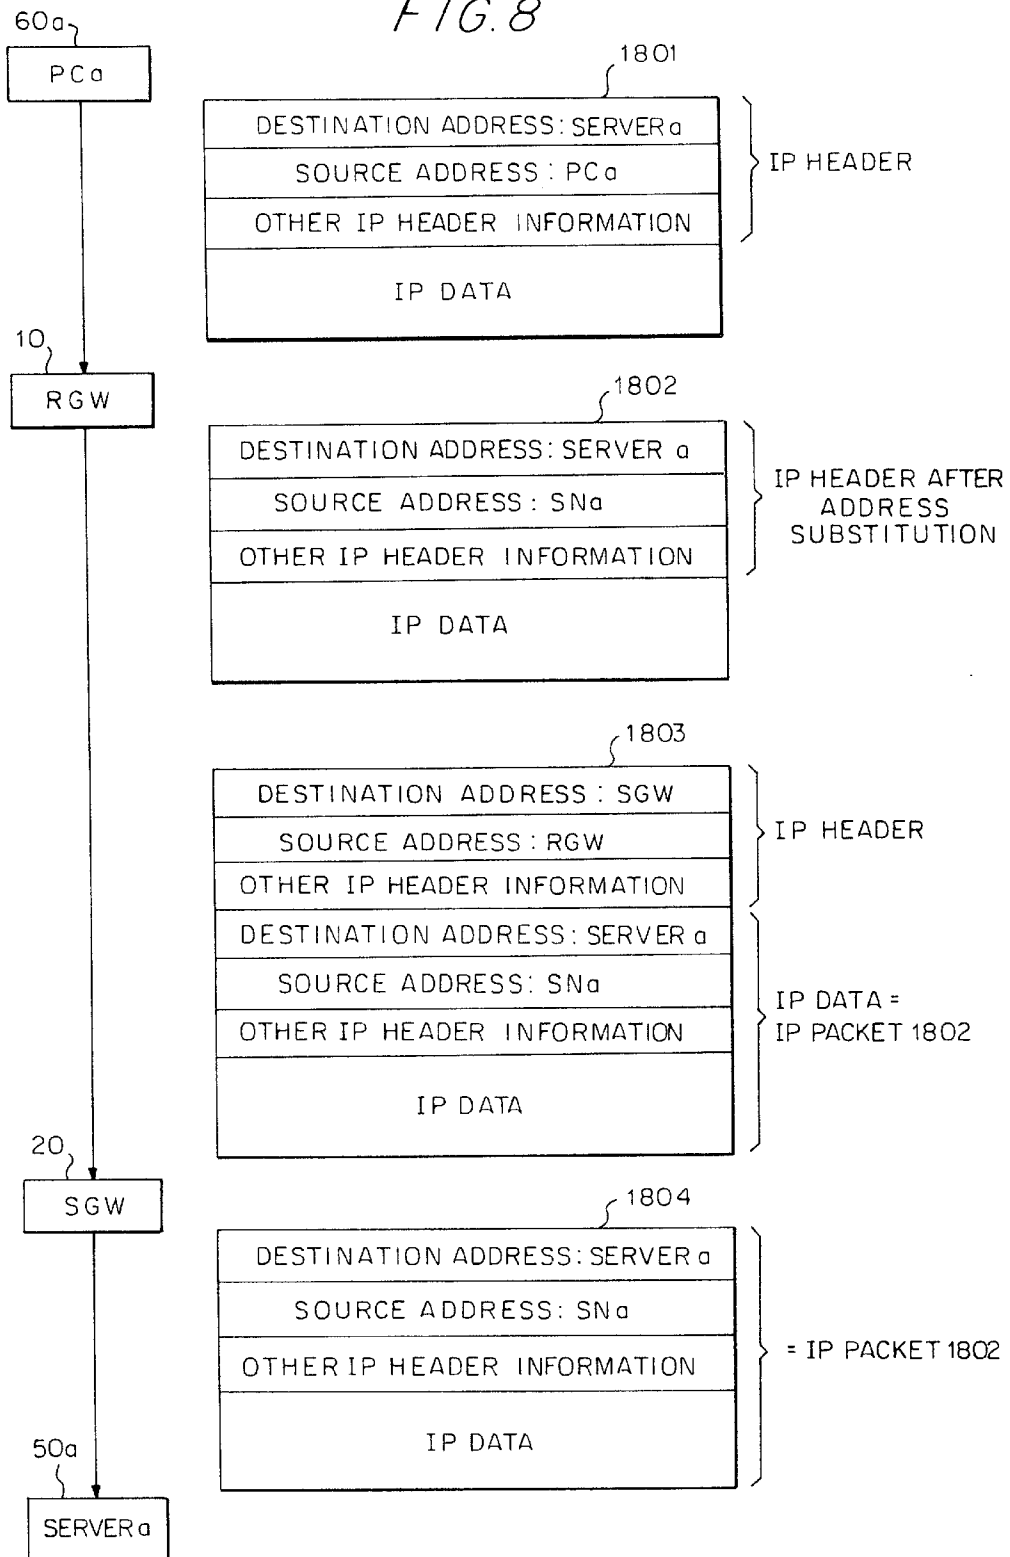 FIG. 8
60a
PCa
1801
DESTINATION ADDRESS: SERVER a
SOURCE ADDRESS: PCa
OTHER IP HEADER INFORMATION
IP DATA
IP HEADER
10
RGW
1802
DESTINATION ADDRESS: SERVER a
SOURCE ADDRESS: SNa
OTHER IP HEADER INFORMATION
IP DATA
IP HEADER AFTER
ADDRESS
SUBSTITUTION
1803
DESTINATION ADDRESS: SGW
SOURCE ADDRESS: RGW
OTHER IP HEADER INFORMATION
DESTINATION ADDRESS: SERVER a
SOURCE ADDRESS: SNa
OTHER IP HEADER INFORMATION
IP DATA
IP HEADER
IP DATA =
IP PACKET 1802
20
SGW
1804
DESTINATION ADDRESS: SERVER a
SOURCE ADDRESS: SNa
OTHER IP HEADER INFORMATION
IP DATA
= IP PACKET 1802
50a
SERVER a